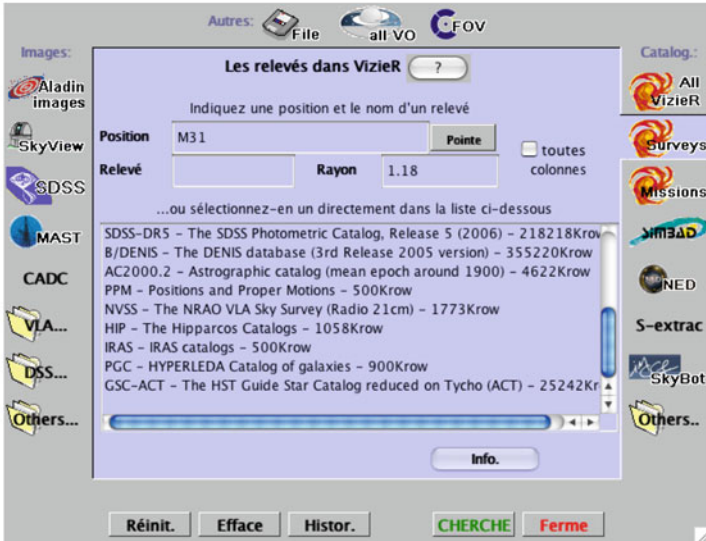 Autres: File all VO FOV
Images:
Catalog.:
Aladin
images
SkyView
SDSS
MAST
CADC
VLA...
DSS...
Others...
Les relevés dans VizieR ?
Indiquez une position et le nom d'un relevé
Position M31 Pointe
toutes
colonnes
Relevé Rayon 1.18
...ou sélectionnez-en un directement dans la liste ci-dessous
SDSS-DR5 - The SDSS Photometric Catalog, Release 5 (2006) - 218218Krow
B/DENIS - The DENIS database (3rd Release 2005 version) - 355220Krow
AC2000.2 - Astrographic catalog (mean epoch around 1900) - 4622Krow
PPM - Positions and Proper Motions - 500Krow
NVSS - The NRAO VLA Sky Survey (Radio 21cm) - 1773Krow
HIP - The Hipparcos Catalogs - 1058Krow
IRAS - IRAS catalogs - 500Krow
PGC - HYPERLEDA Catalog of galaxies - 900Krow
GSC-ACT - The HST Guide Star Catalog reduced on Tycho (ACT) - 25242Kr
Info.
All
VizieR
Surveys
Missions
SIMBAD
NED
S-extrac
SkyBot
Others..
Réinit. Efface Histor. CHERCHE Ferme